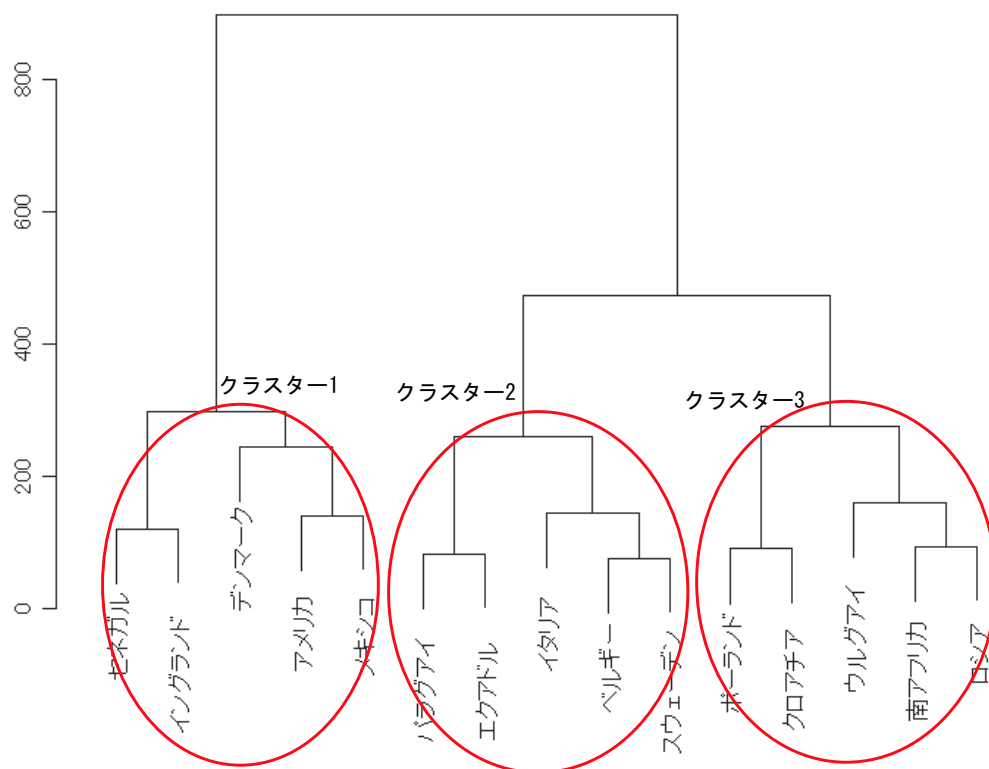 800
600
400
200
0
クラスター1
クラスター2
クラスター3
セネガル
イングランド
デンマーク
アメリカ
メキシコ
パラグアイ
エクアドル
イタリア
ベルギー
スウェーデン
ポーランド
クロアチア
ウルグアイ
南アフリカ
ロシア